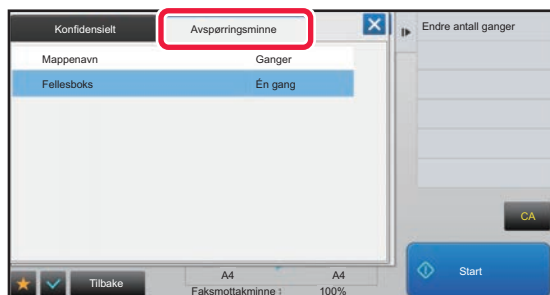 Konfidensielt
Avspørringsminne
Mappenavn
Ganger
Fellesboks
Én gang
Endre antall ganger
CA
Start
Tilbake
A4
A4
Faksmottakminne :
100%